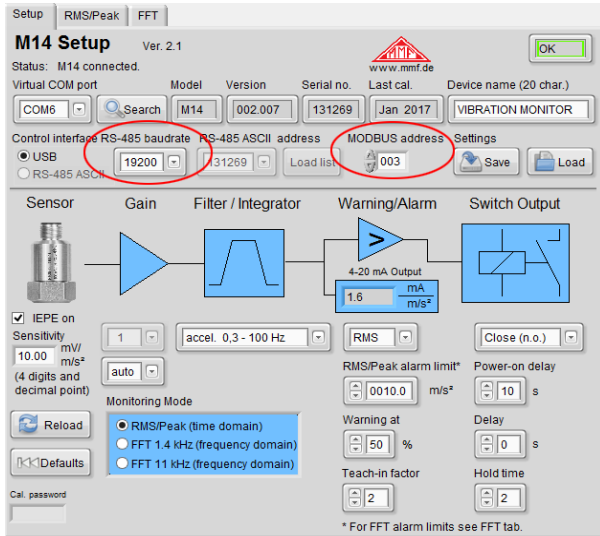 Setup RMS/Peak FFT
M14 Setup Ver. 2.1
MMF
www.mmf.de
OK
Status: M14 connected.
Virtual COM port Model Version Serial no. Last cal. Device name (20 char.)
COM6 Search M14 002.007 131269 Jan 2017 VIBRATION MONITOR
Control interface RS-485 baudrate RS-485 ASCII address MODBUS address Settings
USB 19200 131269 Load list 003 Save Load
RS-485 ASCII
Sensor Gain Filter / Integrator Warning/Alarm Switch Output
>
4-20 mA Output
1.6 mA
m/s²
IEPE on
Sensitivity
10.00 mV/
m/s²
(4 digits and
decimal point)
1 accel. 0,3 - 100 Hz RMS Close (n.o.)
auto
RMS/Peak alarm limit* Power-on delay
0010.0 m/s² 10 s
Monitoring Mode
RMS/Peak (time domain)
FFT 1.4 kHz (frequency domain)
FFT 11 kHz (frequency domain)
Warning at Delay
50 % 0 s
Reload
Defaults
Teach-in factor Hold time
2 2
Cal. password
* For FFT alarm limits see FFT tab.